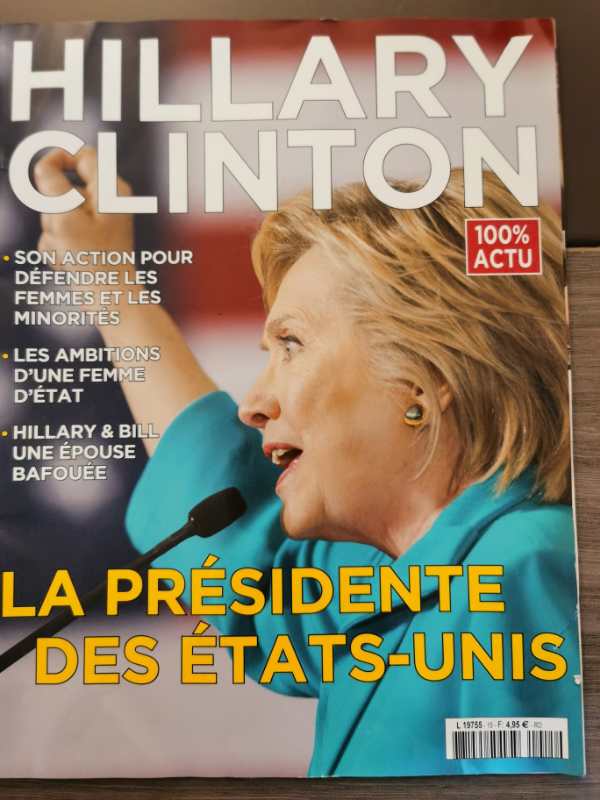 HILLARY
CLINTON
100%
ACTU
• SON ACTION POUR
DÉFENDRE LES
FEMMES ET LES
MINORITÉS
• LES AMBITIONS
D'UNE FEMME
D'ÉTAT
• HILLARY & BILL
UNE ÉPOUSE
BAFOUÉE
LA PRÉSIDENTE
DES ÉTATS-UNIS
L 19755 - 15 - F: 4,95 € - RD